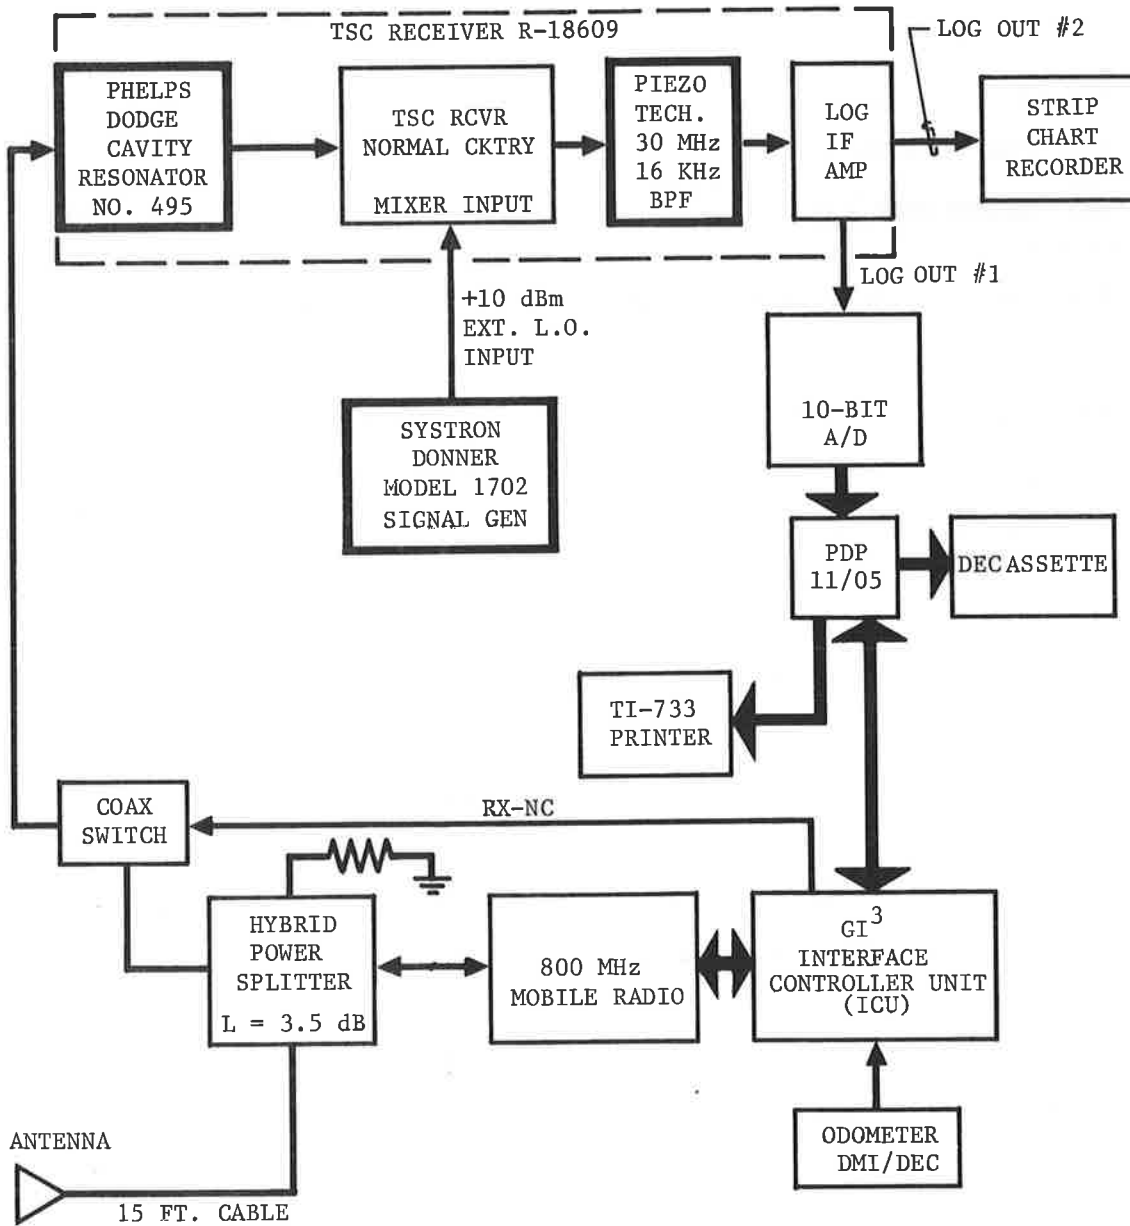 TSC RECEIVER R-18609
LOG OUT #2
PHELPS
DODGE
CAVITY
RESONATOR
NO. 495
TSC RCVR
NORMAL CKTRY
MIXER INPUT
PIEZO
TECH.
30 MHz
16 KHz
BPF
LOG
IF
AMP
STRIP
CHART
RECORDER
LOG OUT #1
+10 dBm
EXT. L.O.
INPUT
SYSTRON
DONNER
MODEL 1702
SIGNAL GEN
10-BIT
A/D
PDP
11/05
DECASSETTE
TI-733
PRINTER
COAX
SWITCH
RX-NC
HYBRID
POWER
SPLITTER
L = 3.5 dB
800 MHz
MOBILE RADIO
GI³
INTERFACE
CONTROLLER UNIT
(ICU)
ODOMETER
DMI/DEC
ANTENNA
15 FT. CABLE